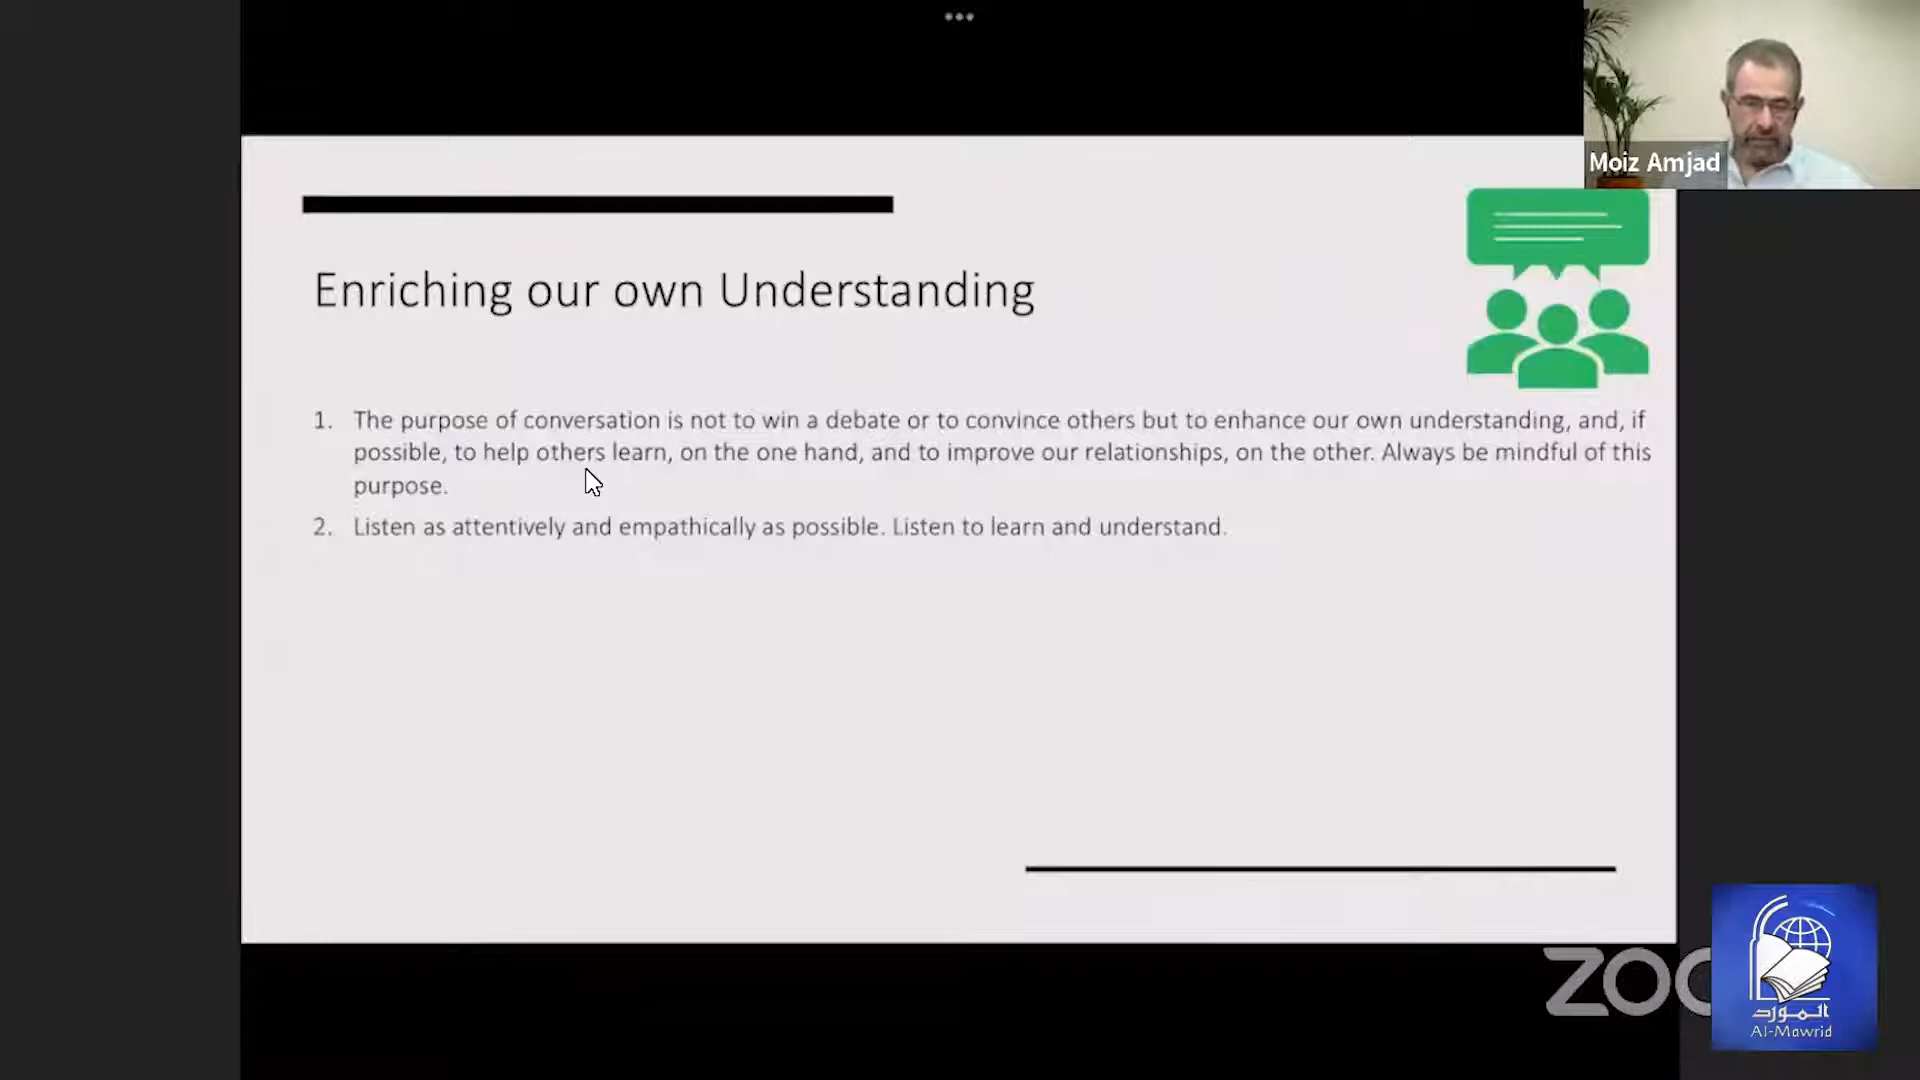 Moiz Amjad
Enriching our own Understanding
1. The purpose of conversation is not to win a debate or to convince others but to enhance our own understanding, and, if
possible, to help others learn, on the one hand, and to improve our relationships, on the other. Always be mindful of this
purpose.
2. Listen as attentively and empathically as possible. Listen to learn and understand.
المورد
Al-Mawrid